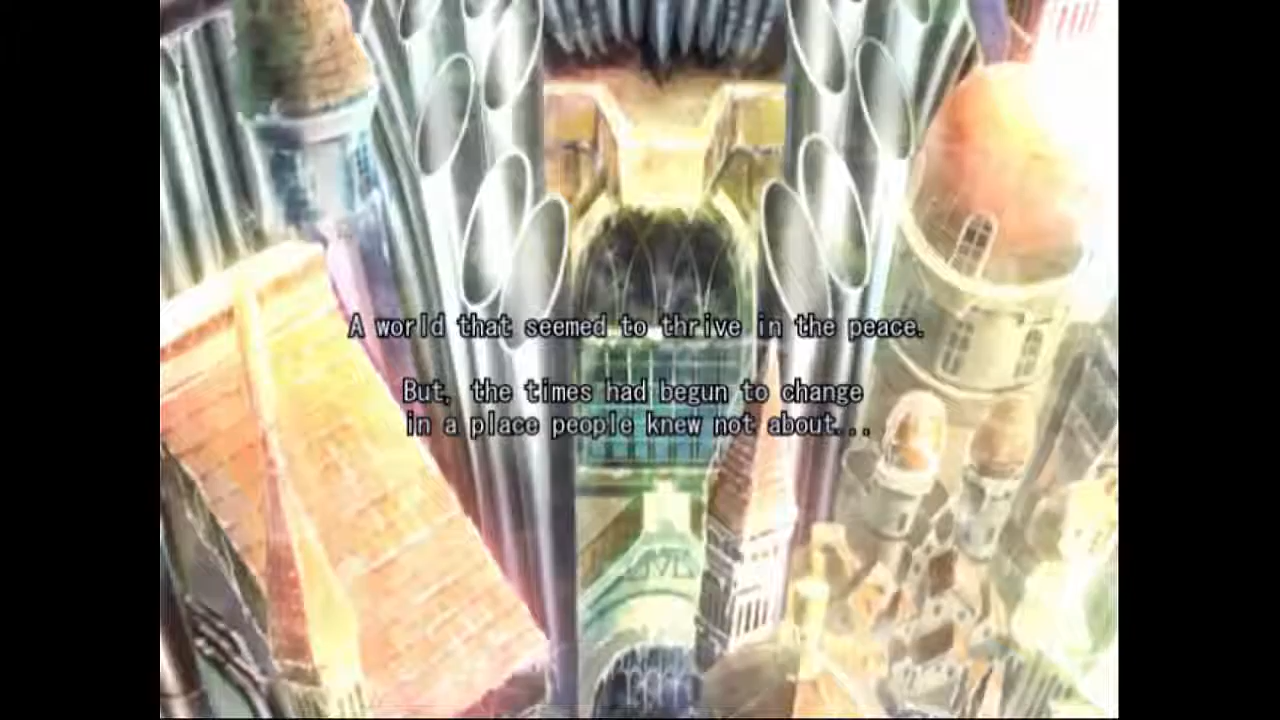 A world that seemed to thrive in the peace.
But, the times had begun to change
in a place people knew not about...